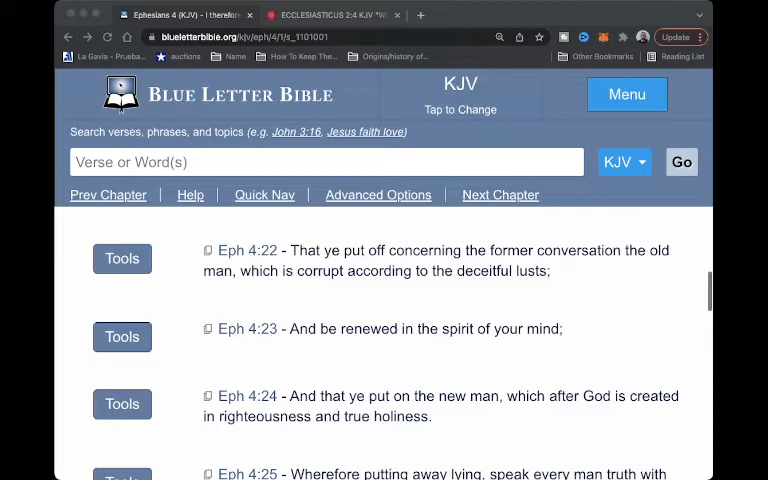 Ephesians 4 (KJV) - I therefore
ECCLESIASTICUS 2:4 KJV "W
blueletterbible.org/kjv/eph/4/1/s_1101001
Update
La Gavia - Prueba...
auctions
Name
How To Keep The...
Origins/history of...
Other Bookmarks
Reading List
BLUE LETTER BIBLE
KJV
Tap to Change
Menu
Search verses, phrases, and topics (e.g. John 3:16, Jesus faith love)
Verse or Word(s)
KJV
Go
Prev Chapter
Help
Quick Nav
Advanced Options
Next Chapter
Tools
Eph 4:22 - That ye put off concerning the former conversation the old
man, which is corrupt according to the deceitful lusts;
Tools
Eph 4:23 - And be renewed in the spirit of your mind;
Tools
Eph 4:24 - And that ye put on the new man, which after God is created
in righteousness and true holiness.
Tools
Eph 4:25 - Wherefore putting away lying, speak every man truth with